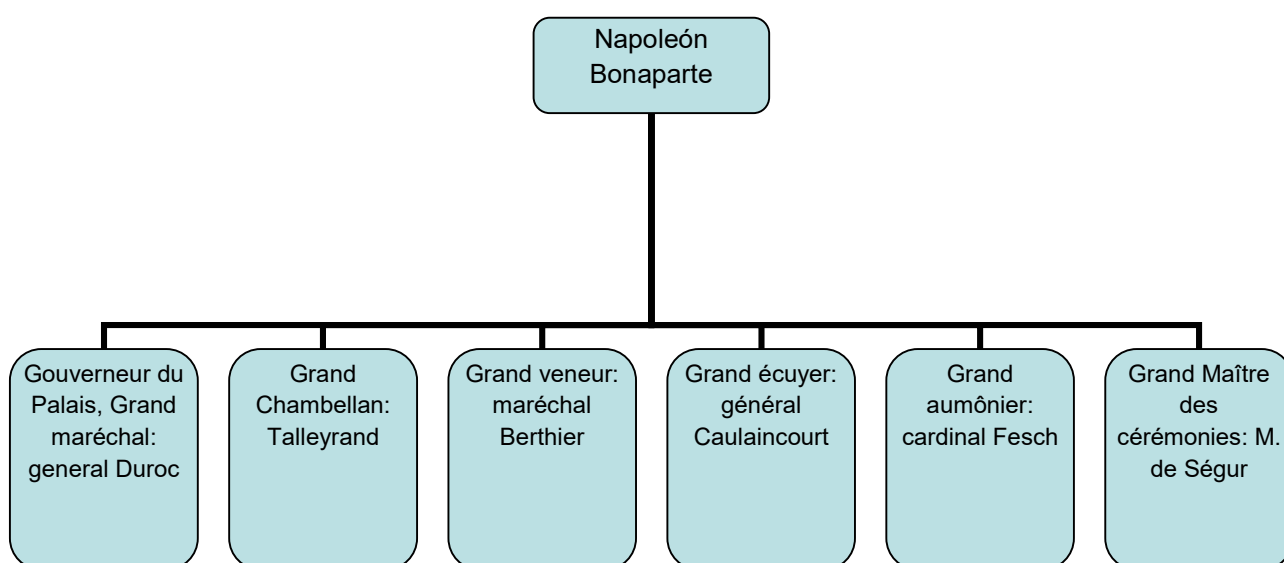 Napoleón
Bonaparte
Gouverneur du
Palais, Grand
maréchal:
general Duroc
Grand
Chambellan:
Talleyrand
Grand veneur:
maréchal
Berthier
Grand écuyer:
général
Caulaincourt
Grand
aumônier:
cardinal Fesch
Grand Maître
des
cérémonies: M.
de Ségur